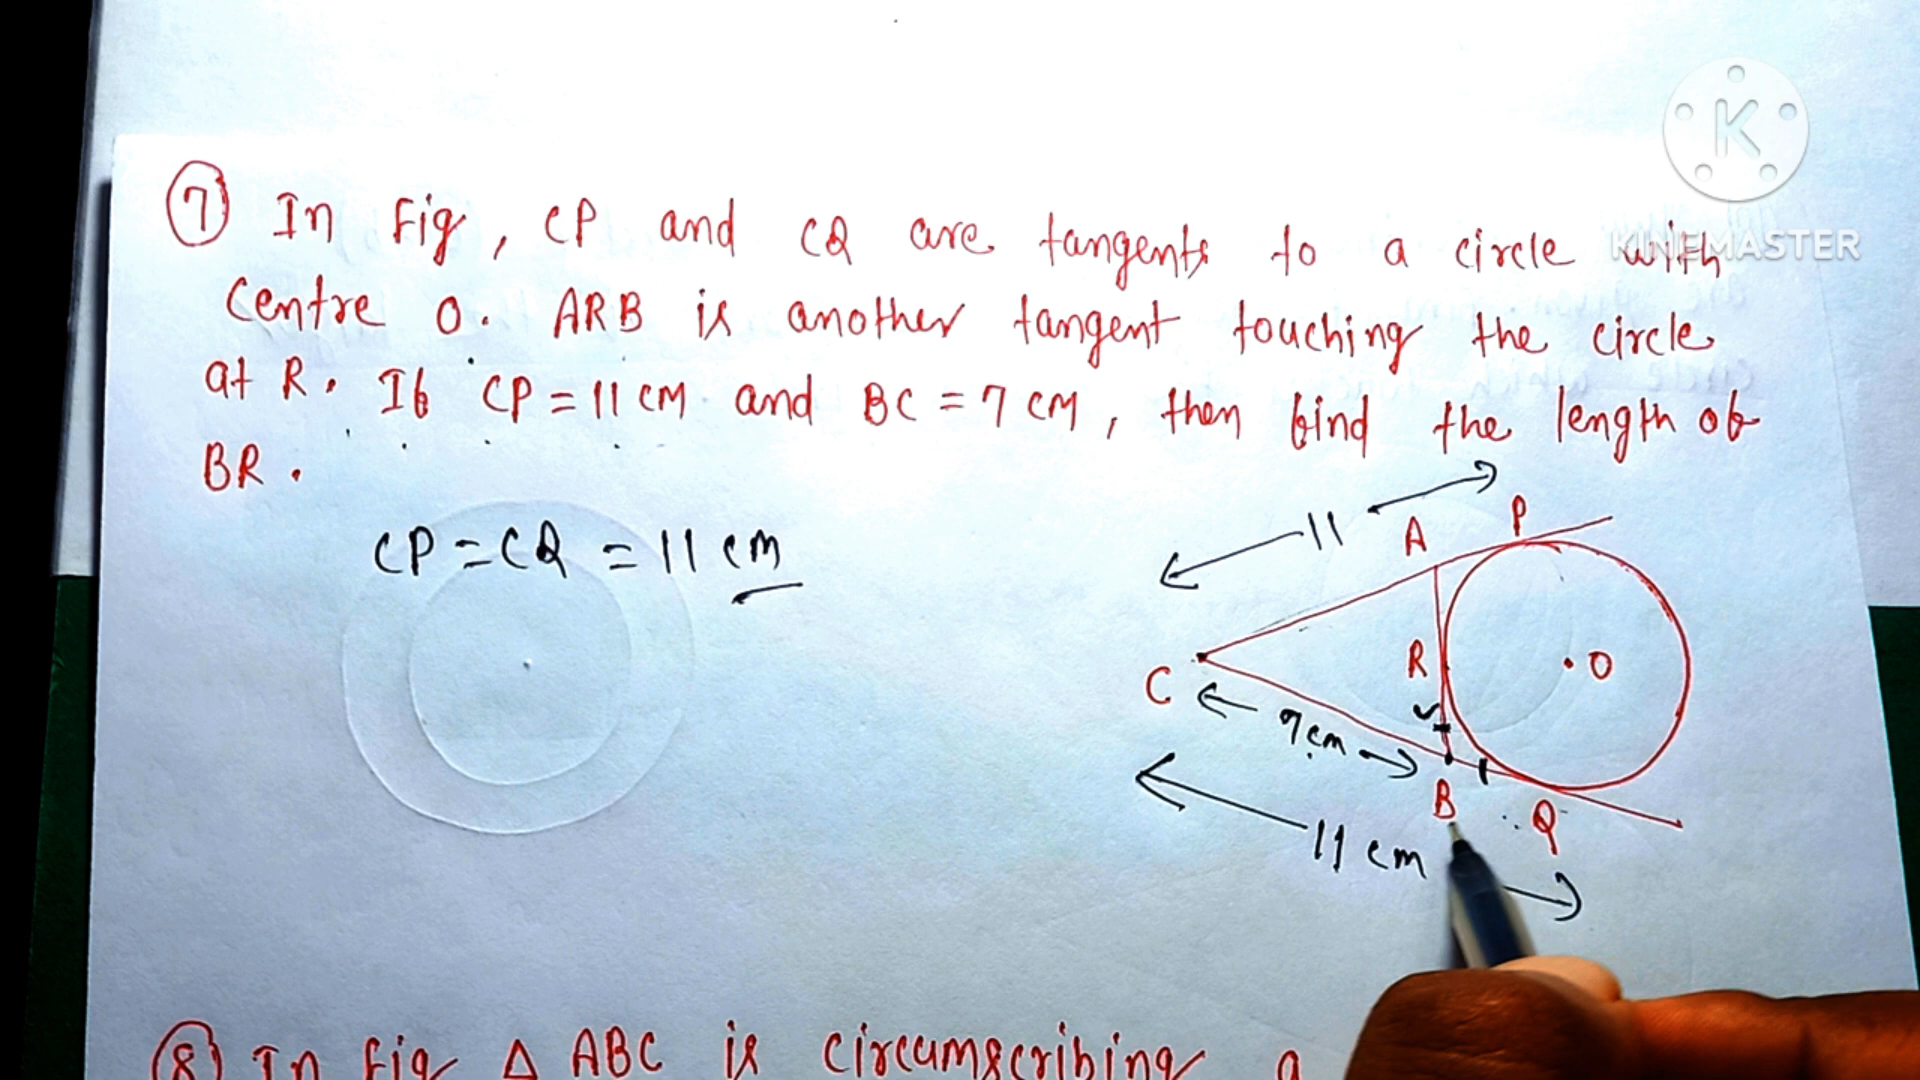 7 In Fig, CP and CQ are tangents to a circle with
Centre O. ARB is another tangent touching the circle
at R. If CP = 11 CM and BC = 7 CM, then find the length of
BR.
CP = CQ = 11 cm
11
A
P
R
O
C
7 cm
B
Q
11 cm
8 In Fig Δ ABC is circumscribing a
K
KINEMASTER